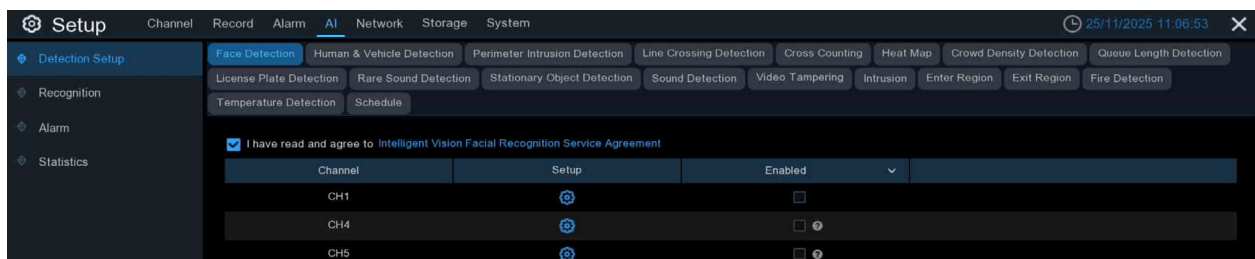 Setup Channel Record Alarm AI Network Storage System 25/11/2025 11:06:53
Detection Setup
Recognition
Alarm
Statistics
Face Detection Human & Vehicle Detection Perimeter Intrusion Detection Line Crossing Detection Cross Counting Heat Map Crowd Density Detection Queue Length Detection
License Plate Detection Rare Sound Detection Stationary Object Detection Sound Detection Video Tampering Intrusion Enter Region Exit Region Fire Detection
Temperature Detection Schedule
I have read and agree to Intelligent Vision Facial Recognition Service Agreement
Channel Setup Enabled
CH1
CH4 ?
CH5 ?